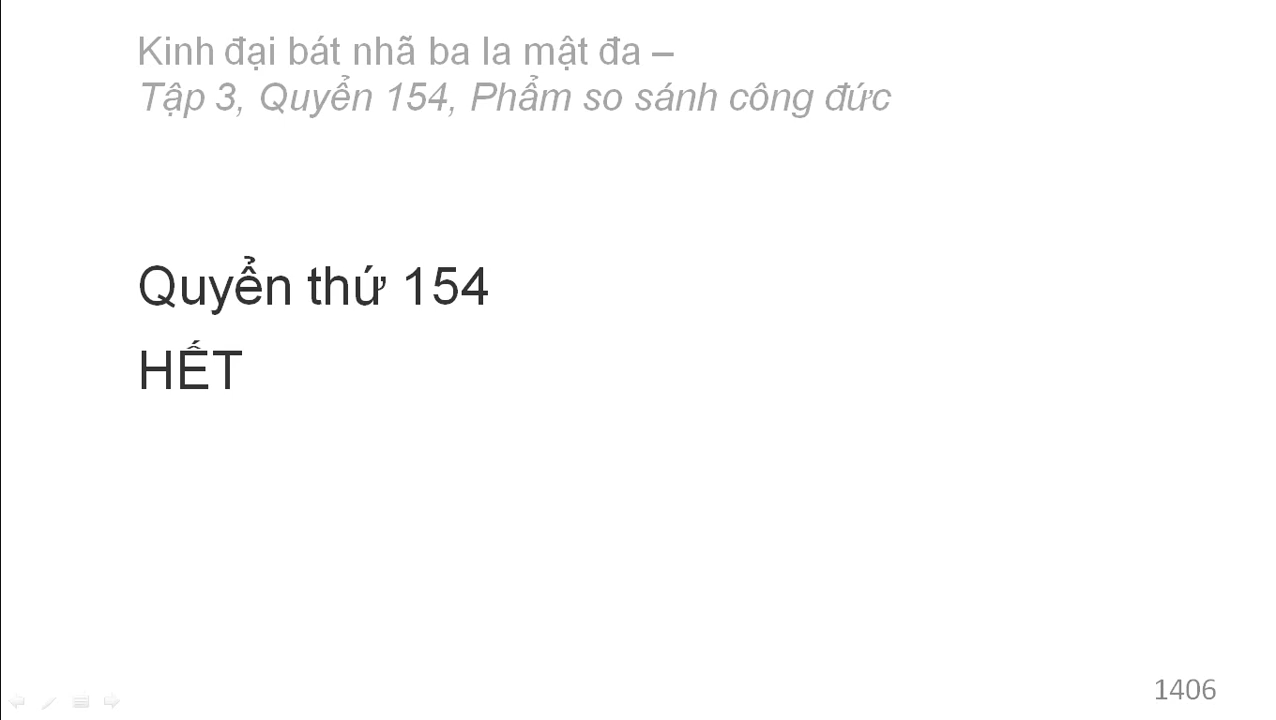 Kinh đại bát nhã ba la mật đa –
Tập 3, Quyển 154, Phẩm so sánh công đức
Quyển thứ 154
HẾT
1406